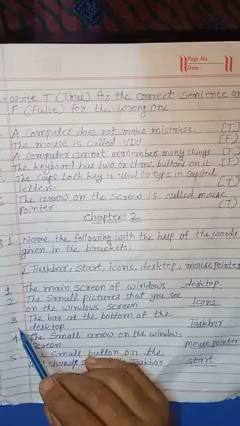 Page No.
Date
write T (True) for the correct sentence an
F (False) for the wrong one.
A Computer does not make mistakes. [T]
The mouse is called VDU [F]
A computer cannot remember many things [F]
The keyboard has two or three buttons on it. (F)
The Caps Lock key is used to type in capital
letters. (T)
The arrow on the screen is called mouse
pointer (T)
Chapter-2
Q.1 Name the following with the help of the words
given in the brackets.
[Taskbar, start, icons, desktop, mouse pointer
1 The main screen of windows desktop.
2 The small pictures that you see
on the windows screen Icons
3 The bar at the bottom of the
desktop Taskbar
4 The small arrow on the windows
screen mouse pointer
5 small button on the
Taskbar start